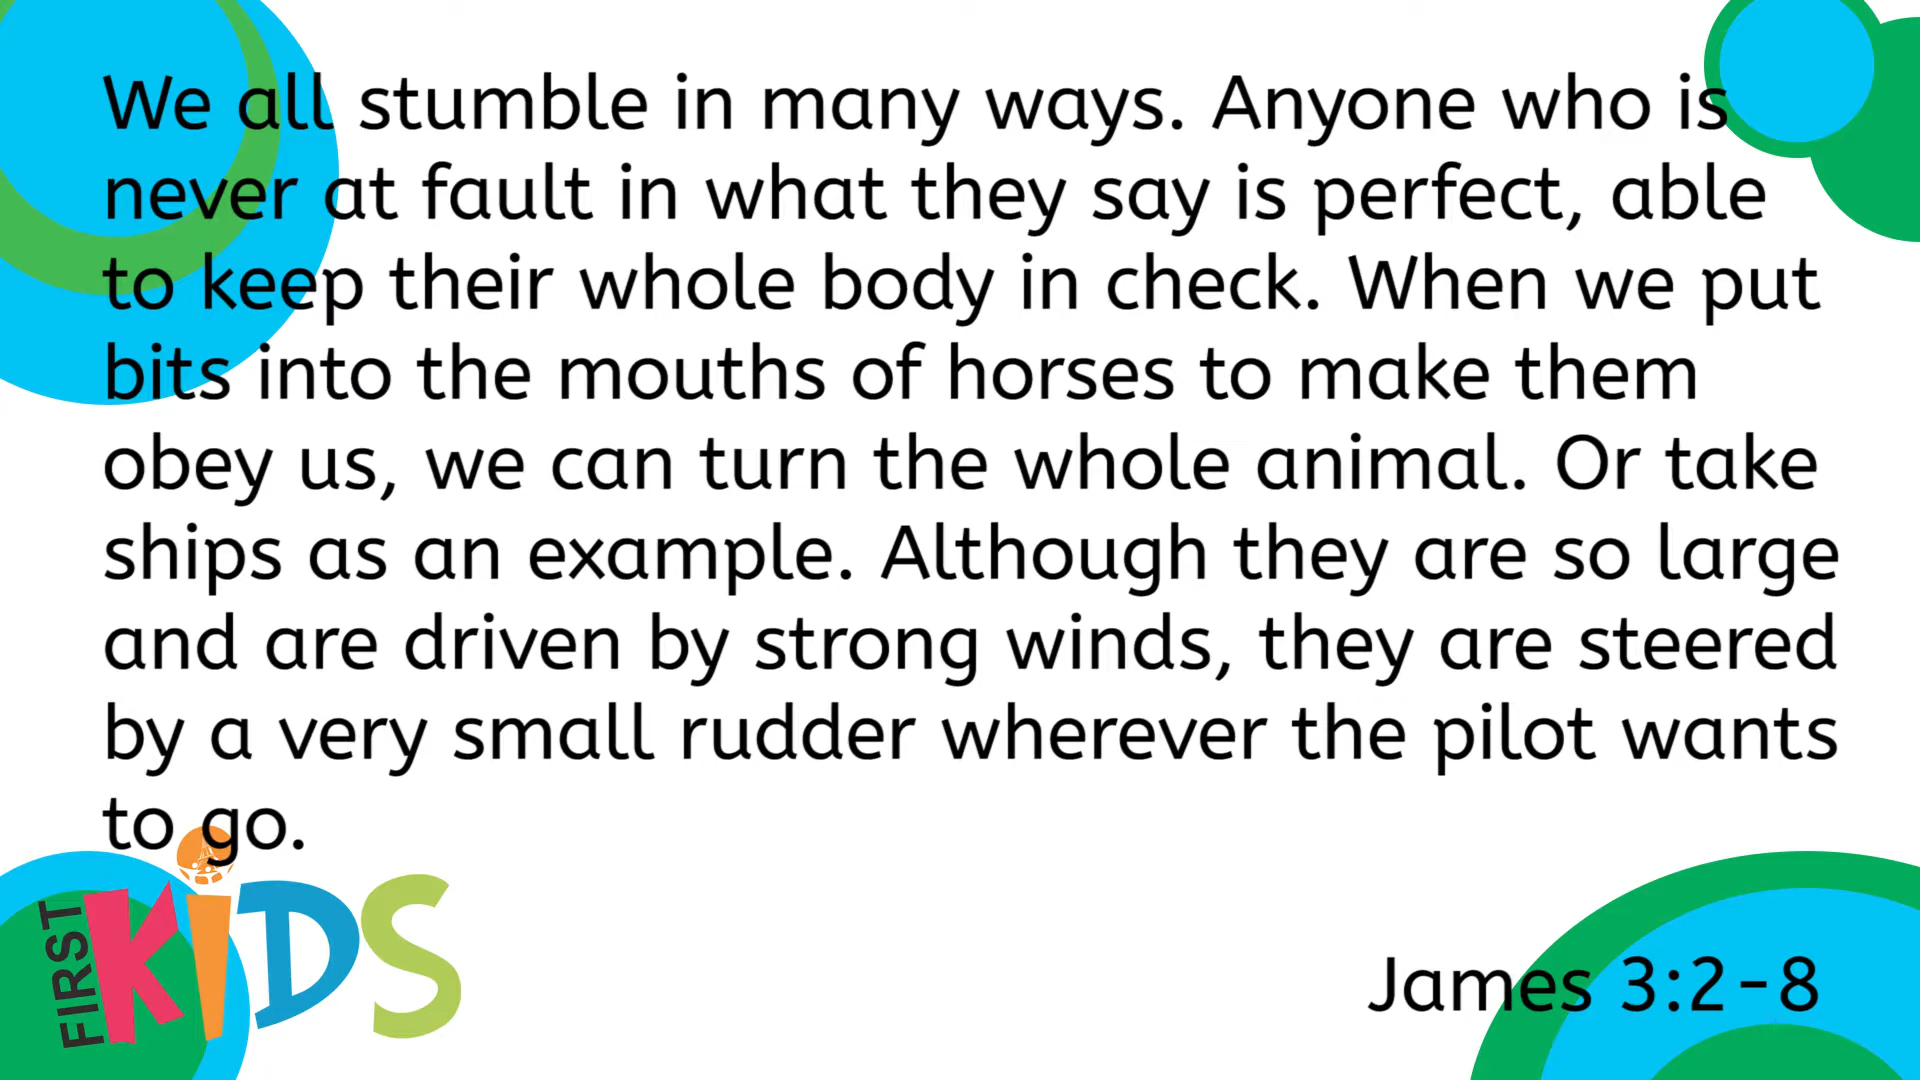 We all stumble in many ways. Anyone who is
never at fault in what they say is perfect, able
to keep their whole body in check. When we put
bits into the mouths of horses to make them
obey us, we can turn the whole animal. Or take
ships as an example. Although they are so large
and are driven by strong winds, they are steered
by a very small rudder wherever the pilot wants
to go.
FIRST KiDS
James 3:2-8